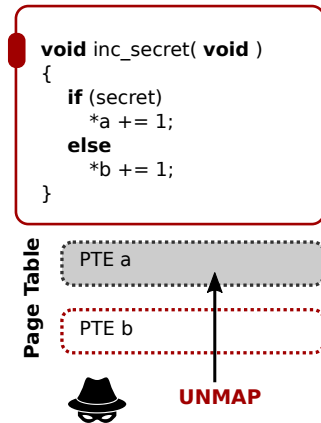 void inc_secret( void )
{
if (secret)
*a += 1;
else
*b += 1;
}
Page Table
PTE a
PTE b
UNMAP